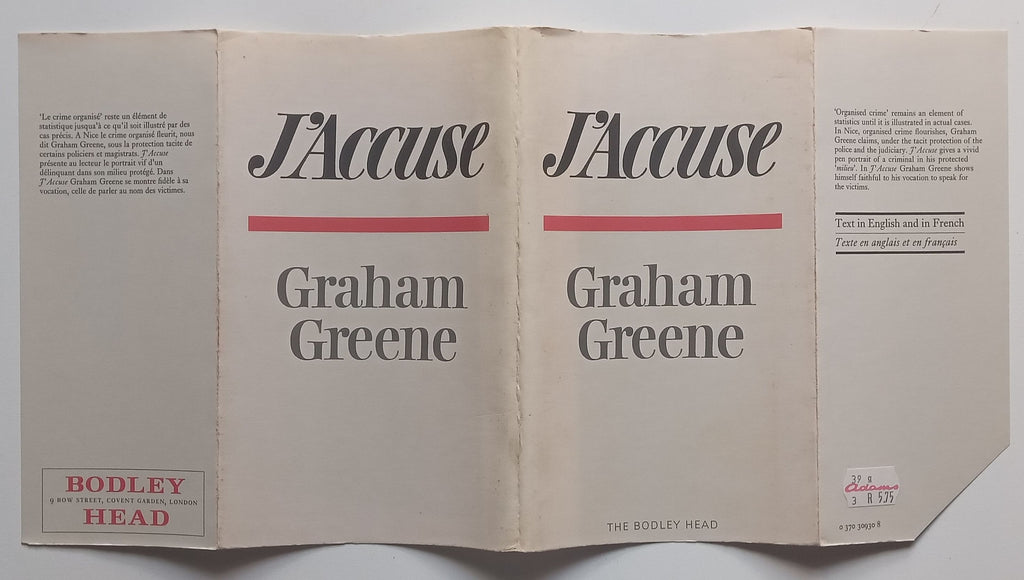 'Le crime organisé' reste un élément de
statistique jusqu'à ce qu'il soit illustré par des
cas précis. A Nice le crime organisé fleurit, nous
dit Graham Greene, sous la protection tacite de
certains policiers et magistrats. J'Accuse
présente au lecteur le portrait vif d'un
délinquant dans son milieu protégé. Dans
J'Accuse Graham Greene se montre fidèle à sa
vocation, celle de parler au nom des victimes.
BODLEY
9 BOW STREET, COVENT GARDEN, LONDON
HEAD
J'Accuse
Graham
Greene
J'Accuse
Graham
Greene
THE BODLEY HEAD
'Organised crime' remains an element of
statistics until it is illustrated in actual cases.
In Nice, organised crime flourishes, Graham
Greene claims, under the tacit protection of the
police and the judiciary. J'Accuse gives a vivid
pen portrait of a criminal in his protected
'milieu'. In J'Accuse Graham Greene shows
himself faithful to his vocation to speak for
the victims.
Text in English and in French
Texte en anglais et en français
adams
3 R 5.75
0 370 30930 8